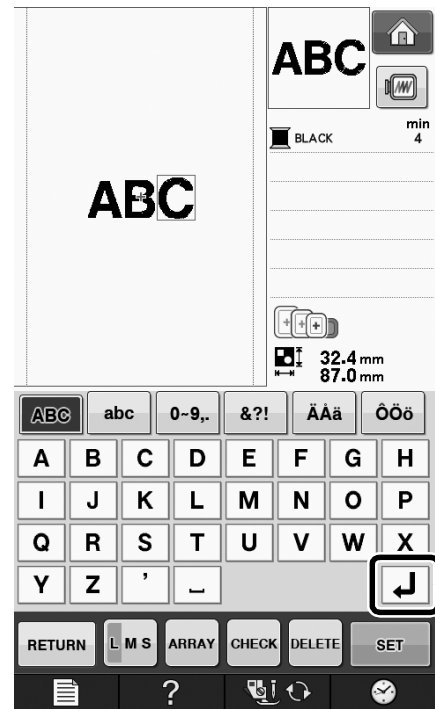 ABC
BLACK
min
4
ABC
32.4 mm
87.0 mm
ABC abc 0~9,. &?! ÄÅä ÔÖö
A B C D E F G H
I J K L M N O P
Q R S T U V W X
Y Z ’ ⎵
RETURN L M S ARRAY CHECK DELETE SET
?